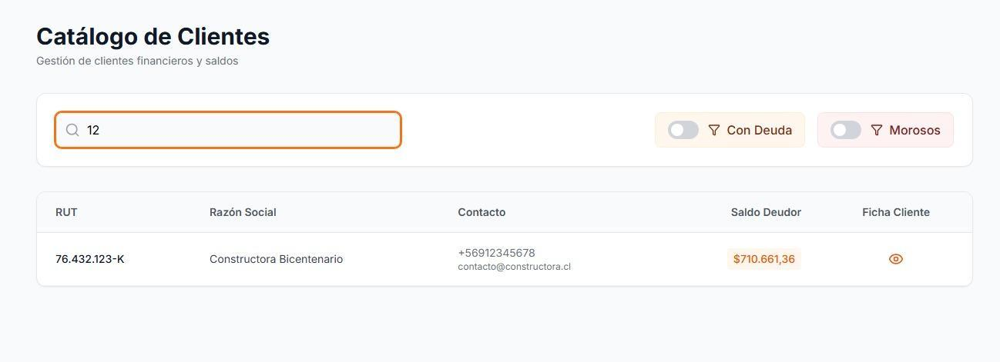 Catálogo de Clientes
Gestión de clientes financieros y saldos
12
Con Deuda
Morosos
RUT Razón Social Contacto Saldo Deudor Ficha Cliente
76.432.123-K Constructora Bicentenario +56912345678 $710.661,36
contacto@constructora.cl